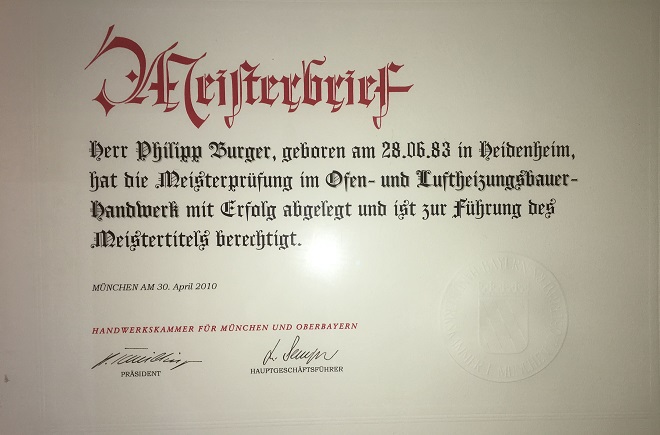 Meisterbrief
Herr Philipp Burger, geboren am 28.06.83 in Heidenheim,
hat die Meisterprüfung im Ofen- und Luftheizungsbauer-
Handwerk mit Erfolg abgelegt und ist zur Führung des
Meistertitels berechtigt.
MÜNCHEN AM 30. April 2010
HANDWERKSKAMMER FÜR MÜNCHEN UND OBERBAYERN
PRÄSIDENT
HAUPTGESCHÄFTSFÜHRER